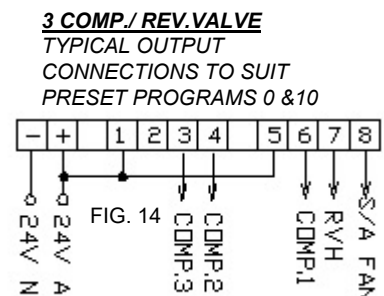 3 COMP./ REV.VALVE
TYPICAL OUTPUT
CONNECTIONS TO SUIT
PRESET PROGRAMS 0 &10
- + 1 2 3 4 5 6 7 8
FIG. 14
24V N
24V A
COMP.3
COMP.2
COMP.1
RVH
S/A FAN